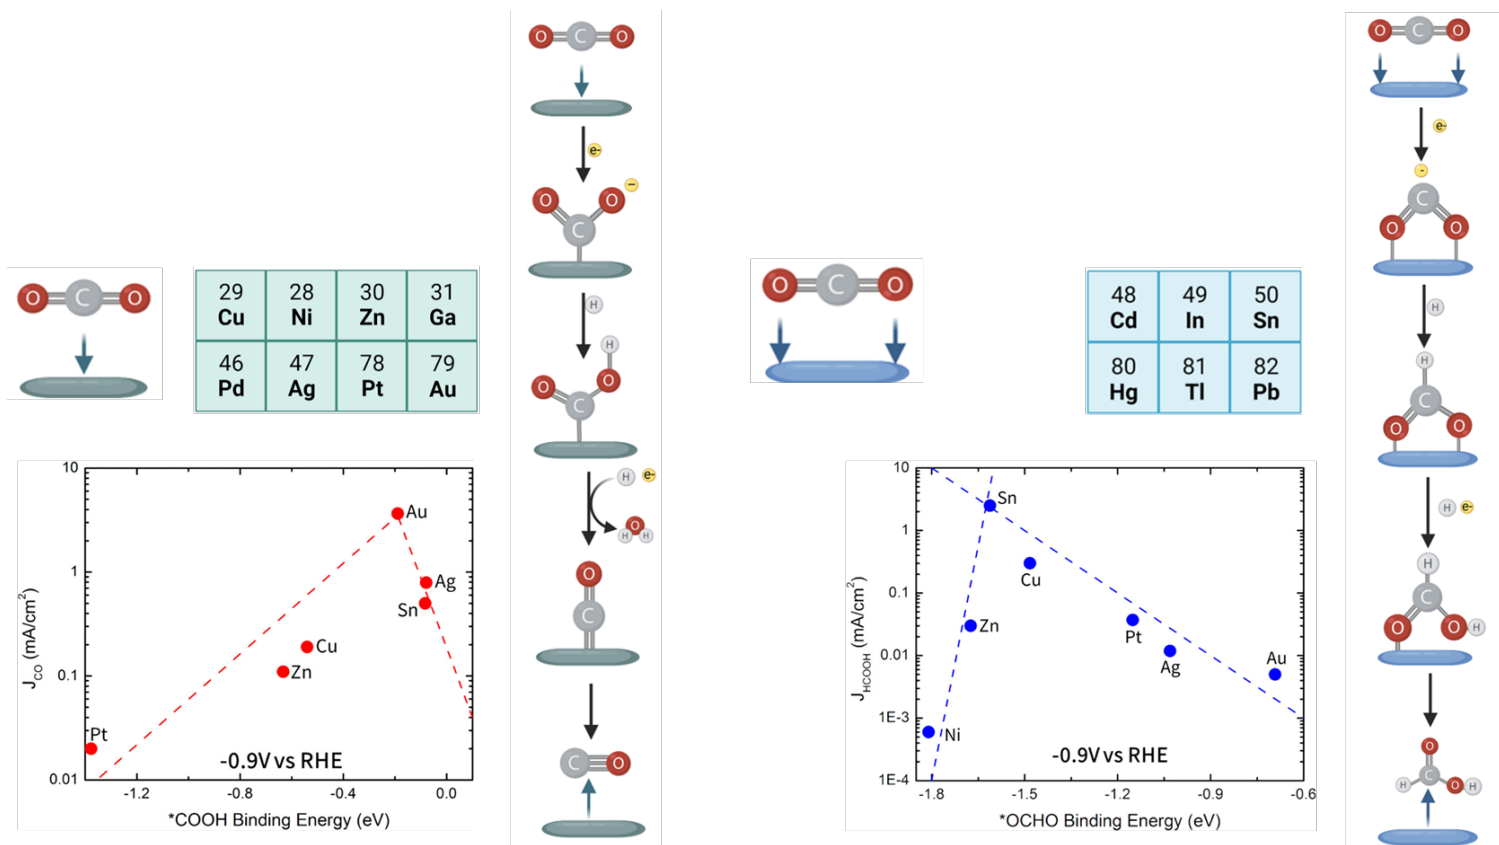 O C O
29 28 30 31
Cu Ni Zn Ga
46 47 78 79
Pd Ag Pt Au
10
1
0.1
0.01
J_CO (mA/cm²)
Au
Ag
Sn
Cu
Zn
Pt
-0.9V vs RHE
-1.2 -0.8 -0.4 0.0
*COOH Binding Energy (eV)
O C O
e-
−
O O
C
H
H
O O
C
H e-
O
H H
O
C
C O
O C O
48 49 50
Cd In Sn
80 81 82
Hg Tl Pb
10
1
0.1
0.01
1E-3
1E-4
J_HCOOH (mA/cm²)
Sn
Cu
Zn
Pt
Ag
Au
Ni
-0.9V vs RHE
-1.8 -1.5 -1.2 -0.9 -0.6
*OCHO Binding Energy (eV)
O C O
e-
-
C
O O
H
H
C
O O
H e-
H
C
O O H
O
C
H O H